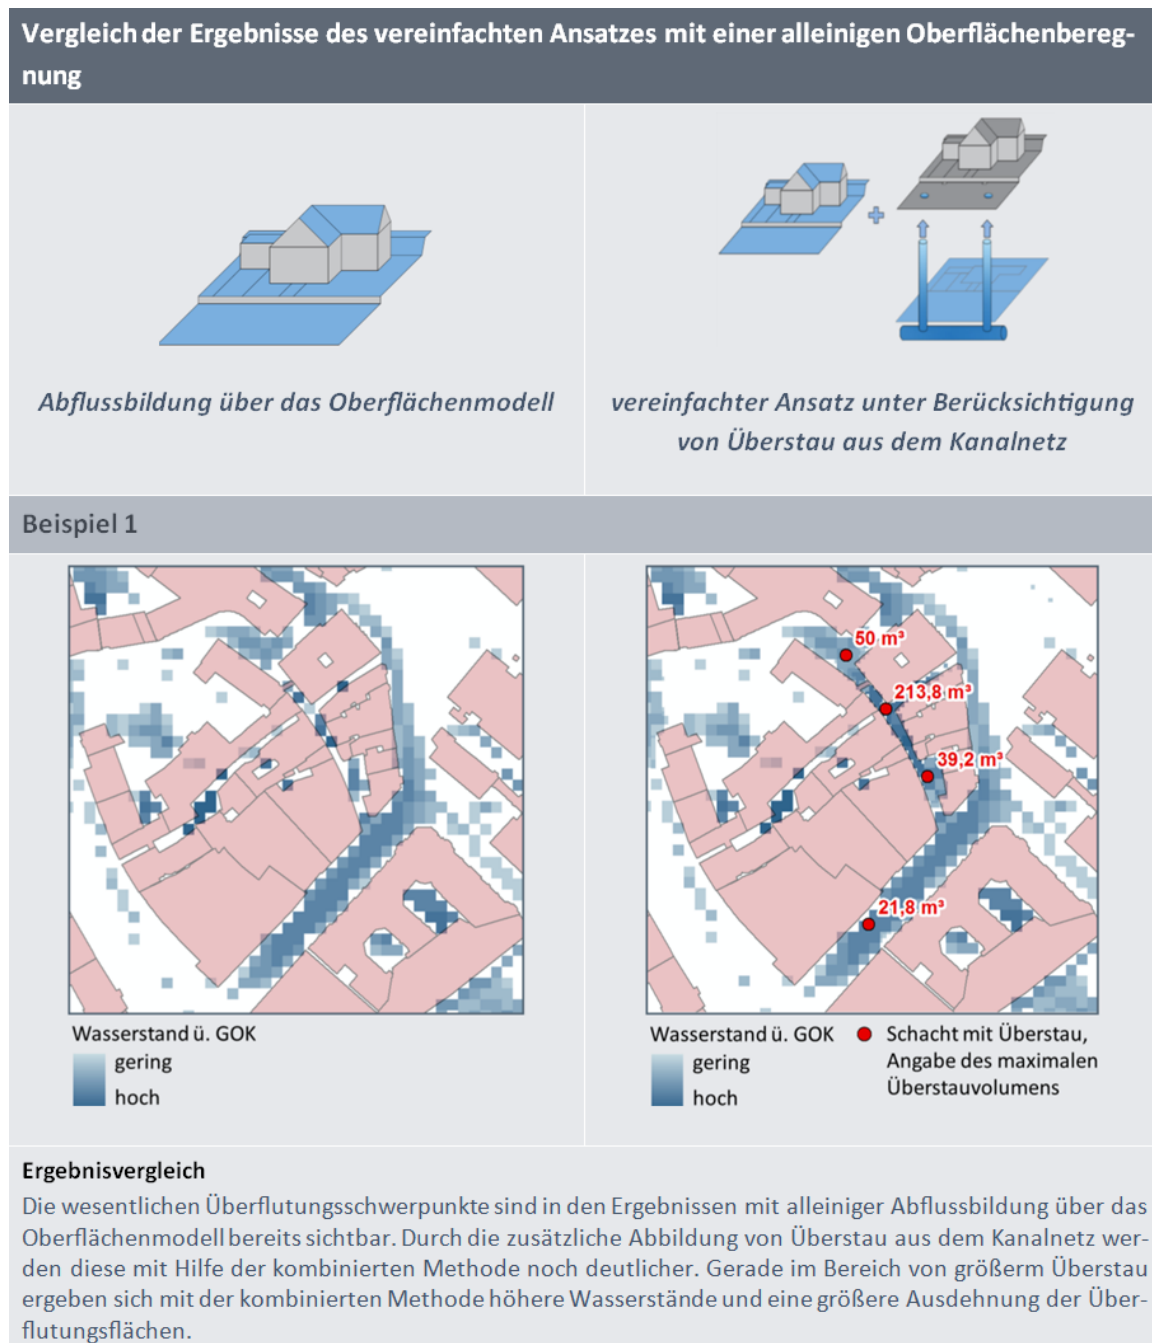 Vergleich der Ergebnisse des vereinfachten Ansatzes mit einer alleinigen Oberflächenbereg-
nung
Abflussbildung über das Oberflächenmodell
vereinfachter Ansatz unter Berücksichtigung
von Überstau aus dem Kanalnetz
Beispiel 1
Wasserstand ü. GOK
gering
hoch
50 m³
213,8 m³
39,2 m³
21,8 m³
Wasserstand ü. GOK
gering
hoch
Schacht mit Überstau,
Angabe des maximalen
Überstauvolumens
Ergebnisvergleich
Die wesentlichen Überflutungsschwerpunkte sind in den Ergebnissen mit alleiniger Abflussbildung über das
Oberflächenmodell bereits sichtbar. Durch die zusätzliche Abbildung von Überstau aus dem Kanalnetz wer-
den diese mit Hilfe der kombinierten Methode noch deutlicher. Gerade im Bereich von größerm Überstau
ergeben sich mit der kombinierten Methode höhere Wasserstände und eine größere Ausdehnung der Über-
flutungsflächen.